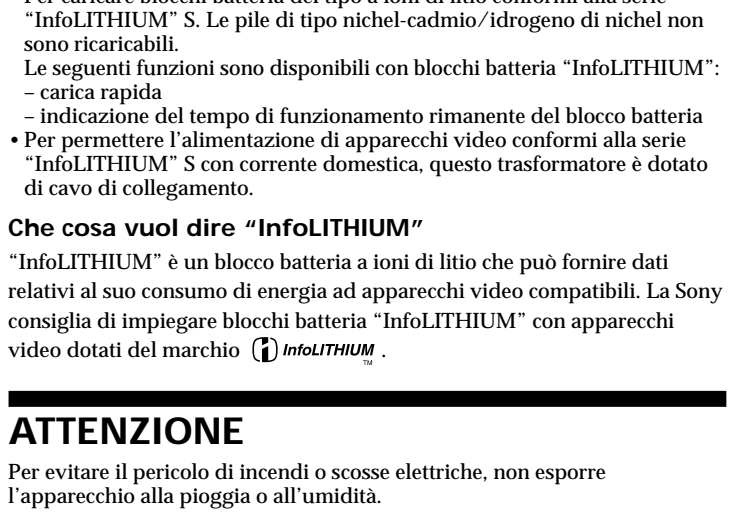 Per caricare blocchi batteria del tipo a ioni di litio conformi alla serie
“InfoLITHIUM” S. Le pile di tipo nichel-cadmio/idrogeno di nichel non
sono ricaricabili.
Le seguenti funzioni sono disponibili con blocchi batteria “InfoLITHIUM”:
– carica rapida
– indicazione del tempo di funzionamento rimanente del blocco batteria
• Per permettere l’alimentazione di apparecchi video conformi alla serie
“InfoLITHIUM” S con corrente domestica, questo trasformatore è dotato
di cavo di collegamento.
Che cosa vuol dire “InfoLITHIUM”
“InfoLITHIUM” è un blocco batteria a ioni di litio che può fornire dati
relativi al suo consumo di energia ad apparecchi video compatibili. La Sony
consiglia di impiegare blocchi batteria “InfoLITHIUM” con apparecchi
video dotati del marchio InfoLITHIUM TM .
ATTENZIONE
Per evitare il pericolo di incendi o scosse elettriche, non esporre
l’apparecchio alla pioggia o all’umidità.